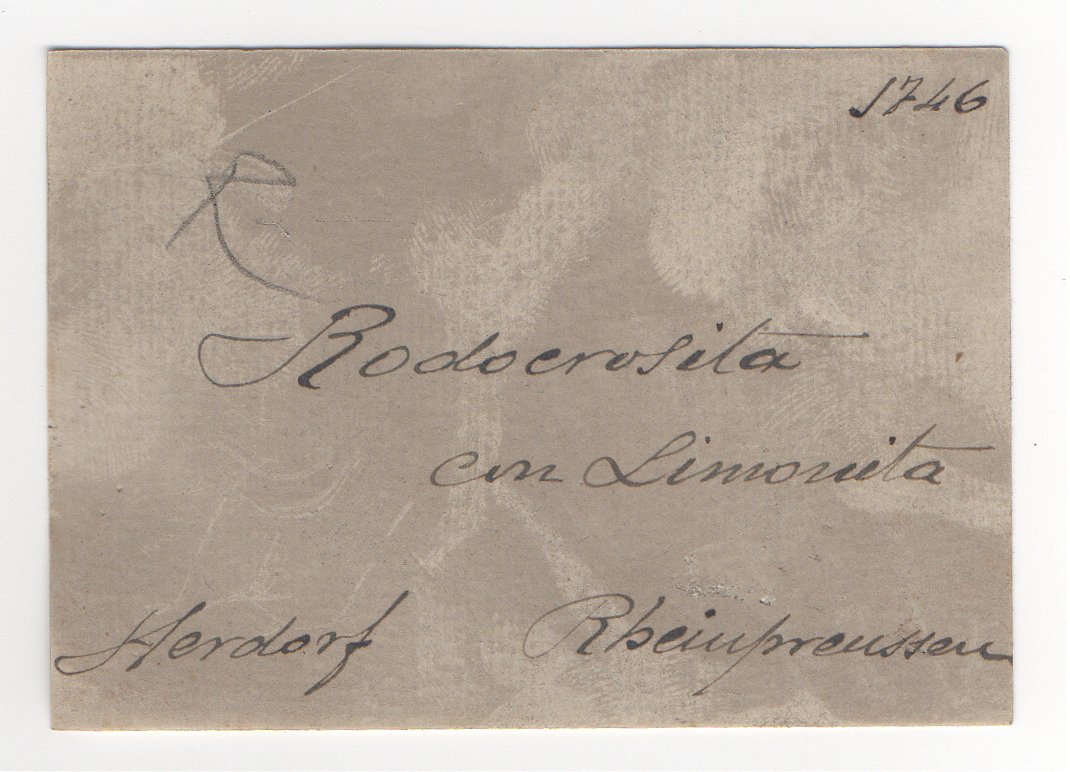 1746
Rodocrosita
con Limonita
Herdorf Rheinpreussen